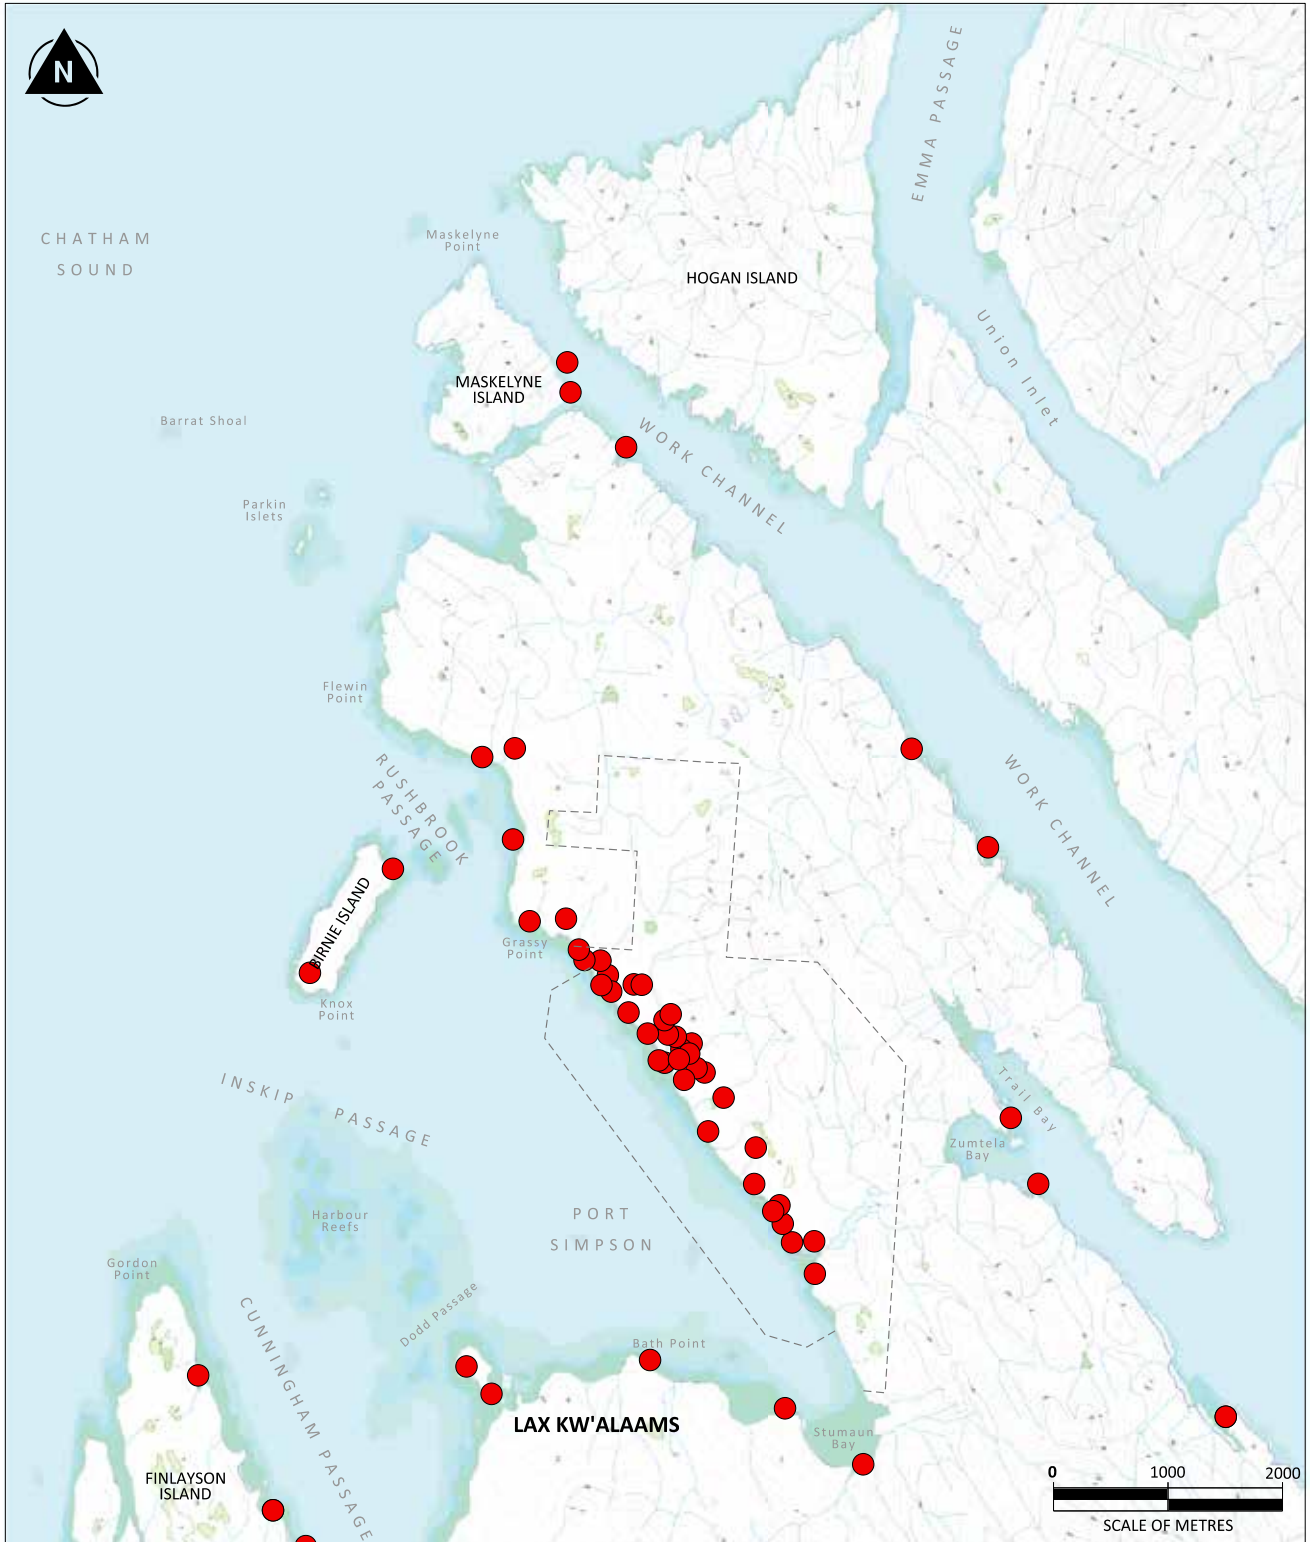 N
EMMA PASSAGE
CHATHAM
SOUND
Maskelyne
Point
HOGAN ISLAND
Union Inlet
MASKELYNE
ISLAND
Barrat Shoal
WORK CHANNEL
Parkin
Islets
Flewin
Point
RUSHBROOK
PASSAGE
WORK CHANNEL
BIRNIE ISLAND
Grassy
Point
Knox
Point
INSKIP PASSAGE
Trail Bay
Zumtela
Bay
Harbour
Reefs
PORT
SIMPSON
Gordon
Point
Dodd Passage
CUNNINGHAM PASSAGE
Bath Point
LAX KW'ALAAMS
Stumaun
Bay
FINLAYSON
ISLAND
0 1000 2000
SCALE OF METRES